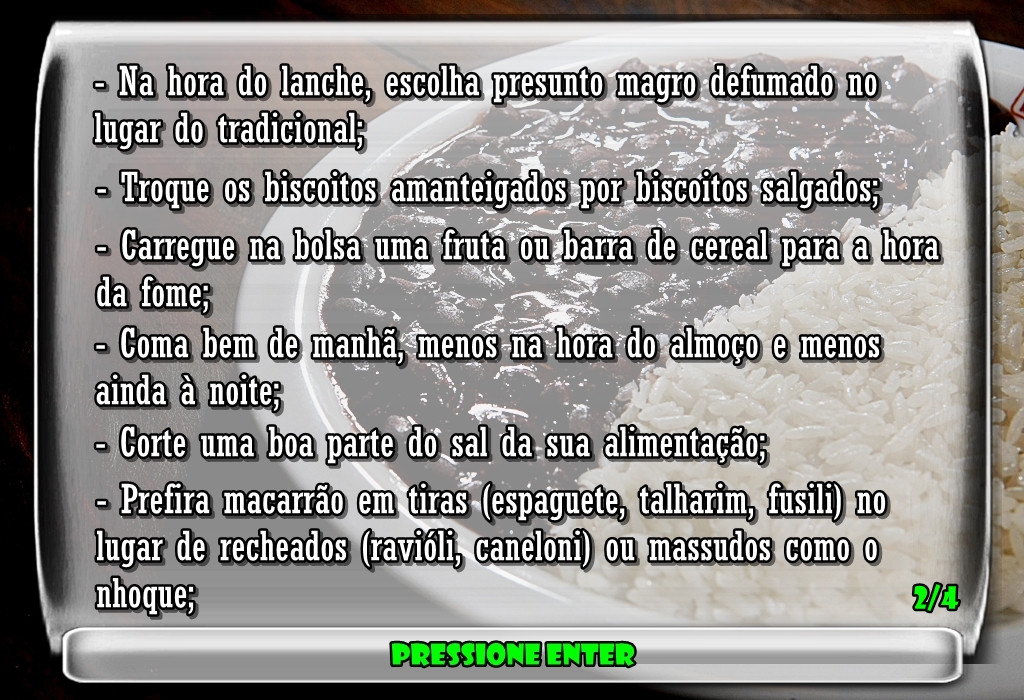 - Na hora do lanche, escolha presunto magro defumado no
lugar do tradicional;
- Troque os biscoitos amanteigados por biscoitos salgados;
- Carregue na bolsa uma fruta ou barra de cereal para a hora
da fome;
- Coma bem de manhã, menos na hora do almoço e menos
ainda à noite;
- Corte uma boa parte do sal da sua alimentação;
- Prefira macarrão em tiras (espaguete, talharim, fusili) no
lugar de recheados (ravióli, caneloni) ou massudos como o
nhoque;
2/4
PRESSIONE ENTER